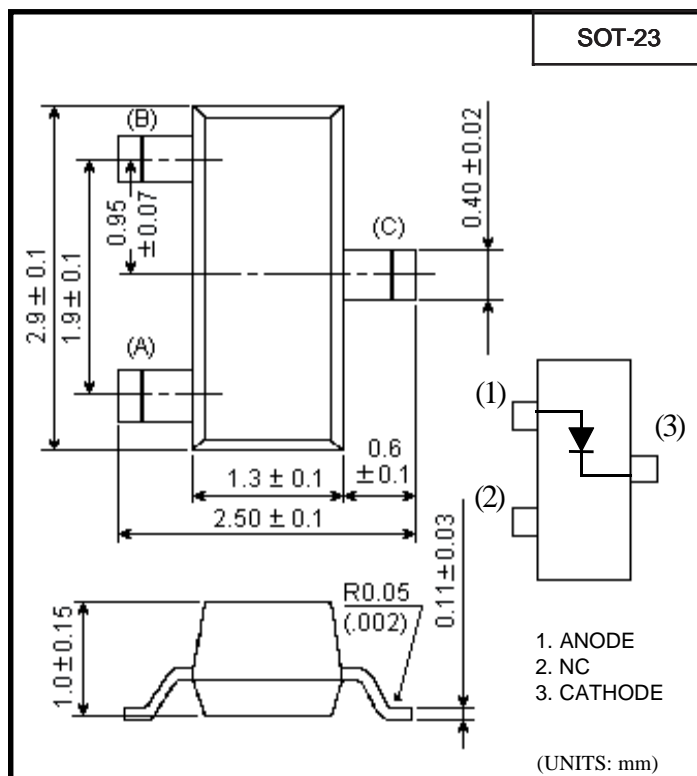 SOT-23
(B)
0.40 ±0.02
0.95
±0.07
(C)
2.9 ± 0.1
1.9 ± 0.1
(A)
(1)
(3)
0.6
±0.1
1.3 ± 0.1
2.50 ± 0.1
(2)
1.0±0.15
R0.05
(.002)
0.11±0.03
1. ANODE
2. NC
3. CATHODE
(UNITS: mm)